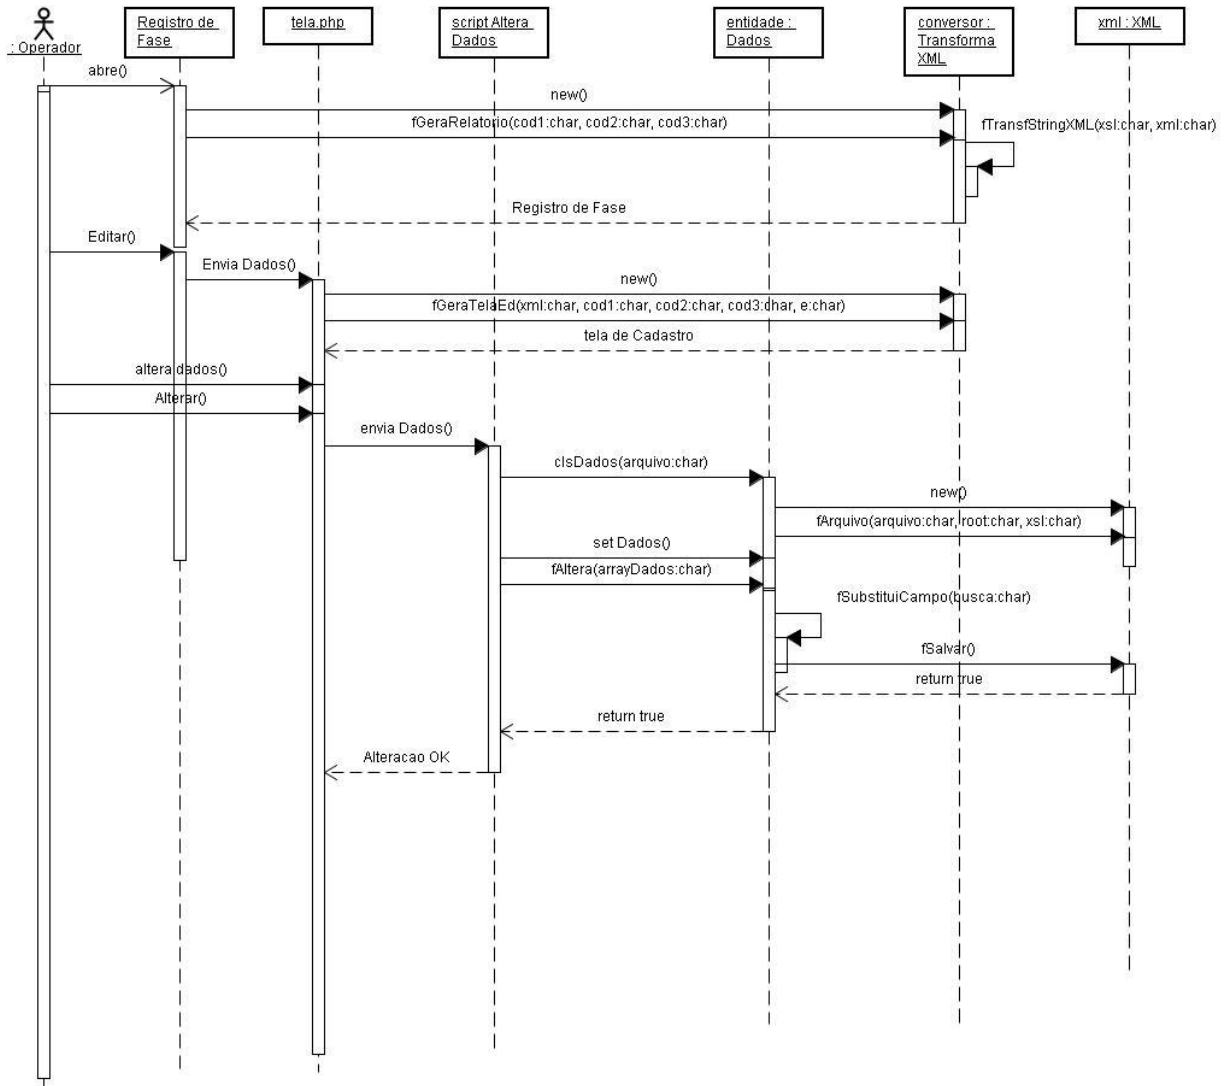 : Operador
Registro de
Fase
tela.php
script Altera
Dados
entidade :
Dados
conversor :
Transforma
XML
xml : XML
abre()
new()
fGeraRelatorio(cod1:char, cod2:char, cod3:char)
fTransfStringXML(xsl:char, xml:char)
Registro de Fase
Editar()
Envia Dados()
new()
fGeraTelaEd(xml:char, cod1:char, cod2:char, cod3:char, e:char)
tela de Cadastro
altera dados()
Alterar()
envia Dados()
clsDados(arquivo:char)
new()
fArquivo(arquivo:char, root:char, xsl:char)
set Dados()
fAltera(arrayDados:char)
fSubstituiCampo(busca:char)
fSalvar()
return true
return true
Alteracao OK